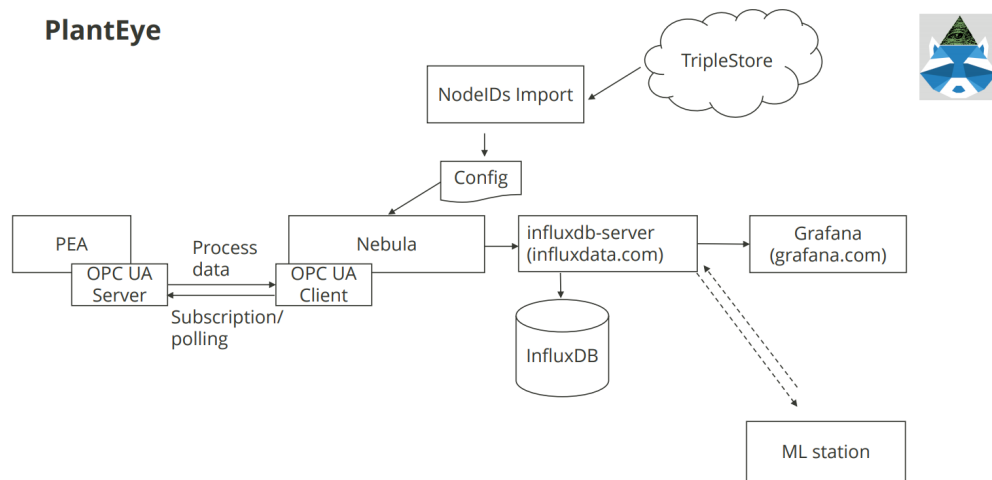 PlantEye
TripleStore
NodeIDs Import
Config
PEA
OPC UA
Server
Process
data
Subscription/
polling
Nebula
OPC UA
Client
influxdb-server
(influxdata.com)
Grafana
(grafana.com)
InfluxDB
ML station